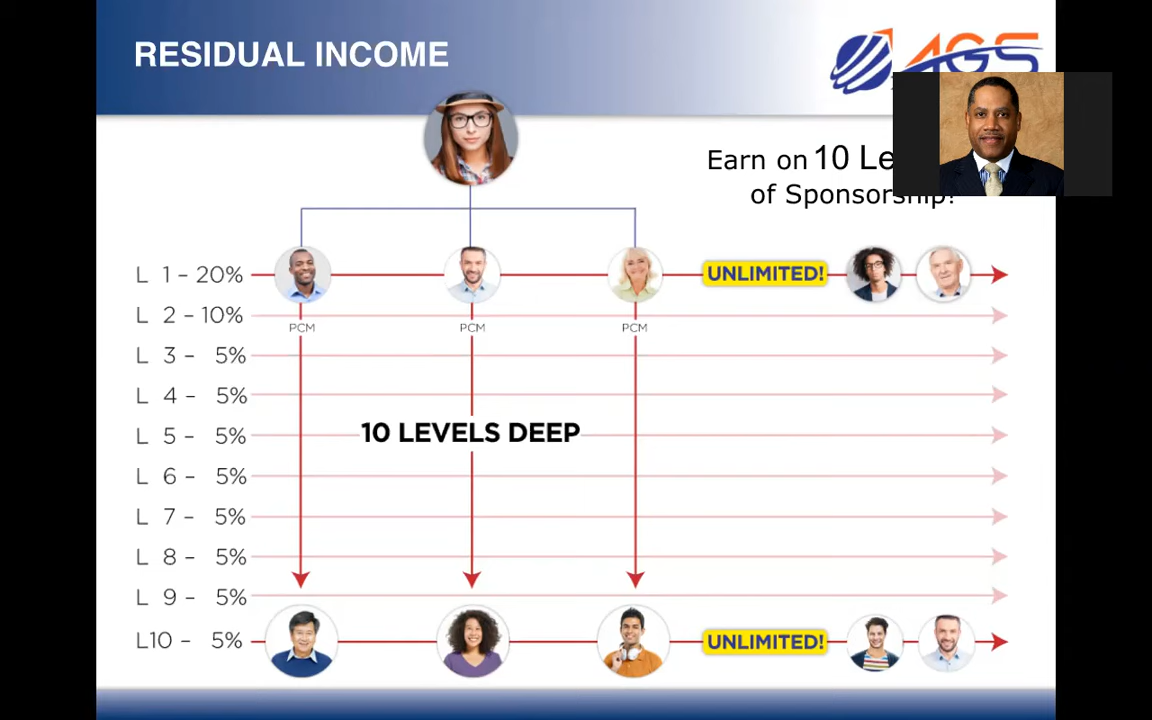 RESIDUAL INCOME
AGS
Earn on 10
of Sponsorship!
L 1 – 20%
UNLIMITED!
L 2 – 10%
PCM PCM PCM
L 3 – 5%
L 4 – 5%
10 LEVELS DEEP
L 5 – 5%
L 6 – 5%
L 7 – 5%
L 8 – 5%
L 9 – 5%
L10 – 5%
UNLIMITED!